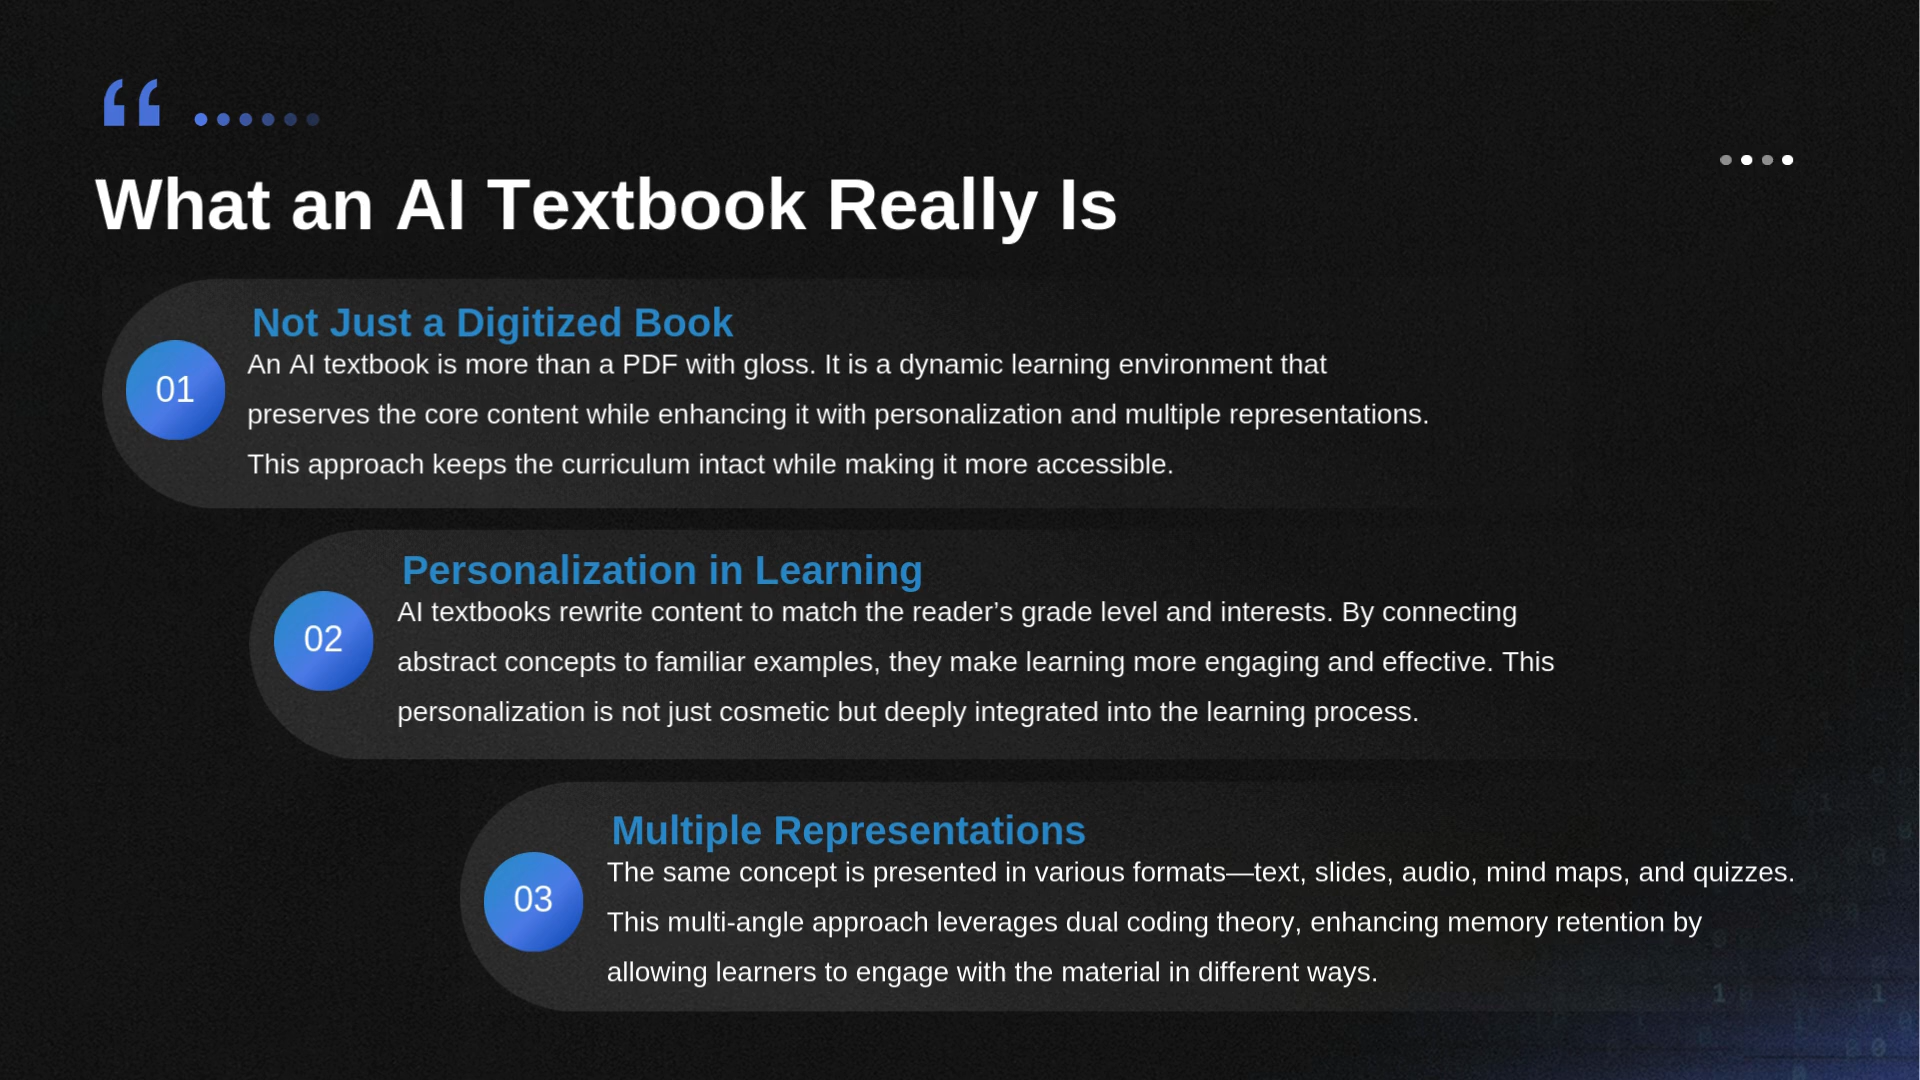 “
What an AI Textbook Really Is
Not Just a Digitized Book
01
An AI textbook is more than a PDF with gloss. It is a dynamic learning environment that
preserves the core content while enhancing it with personalization and multiple representations.
This approach keeps the curriculum intact while making it more accessible.
Personalization in Learning
02
AI textbooks rewrite content to match the reader’s grade level and interests. By connecting
abstract concepts to familiar examples, they make learning more engaging and effective. This
personalization is not just cosmetic but deeply integrated into the learning process.
Multiple Representations
03
The same concept is presented in various formats—text, slides, audio, mind maps, and quizzes.
This multi-angle approach leverages dual coding theory, enhancing memory retention by
allowing learners to engage with the material in different ways.